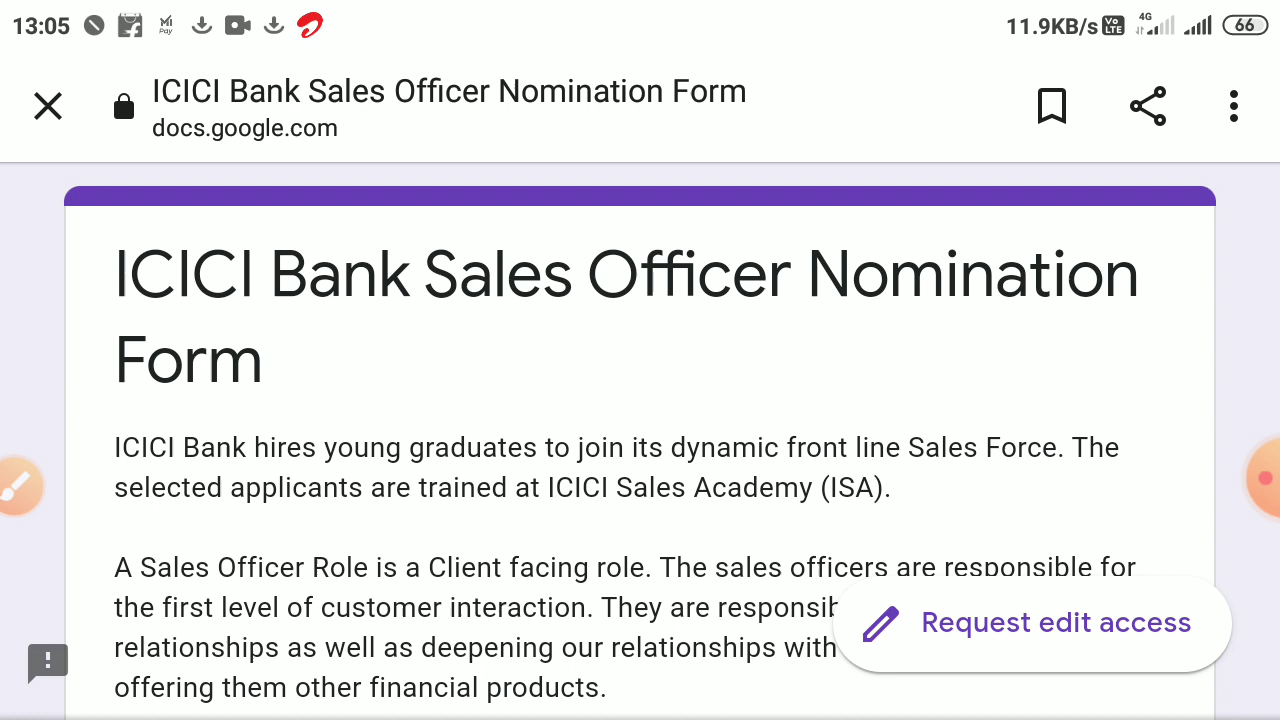 13:05 Mi Pay 11.9KB/s Vo LTE 4G 66
ICICI Bank Sales Officer Nomination Form
docs.google.com
ICICI Bank Sales Officer Nomination
Form
ICICI Bank hires young graduates to join its dynamic front line Sales Force. The
selected applicants are trained at ICICI Sales Academy (ISA).
A Sales Officer Role is a Client facing role. The sales officers are responsible for
the first level of customer interaction. They are
relationships as well as deepening our relationships with
offering them other financial products.
Request edit access